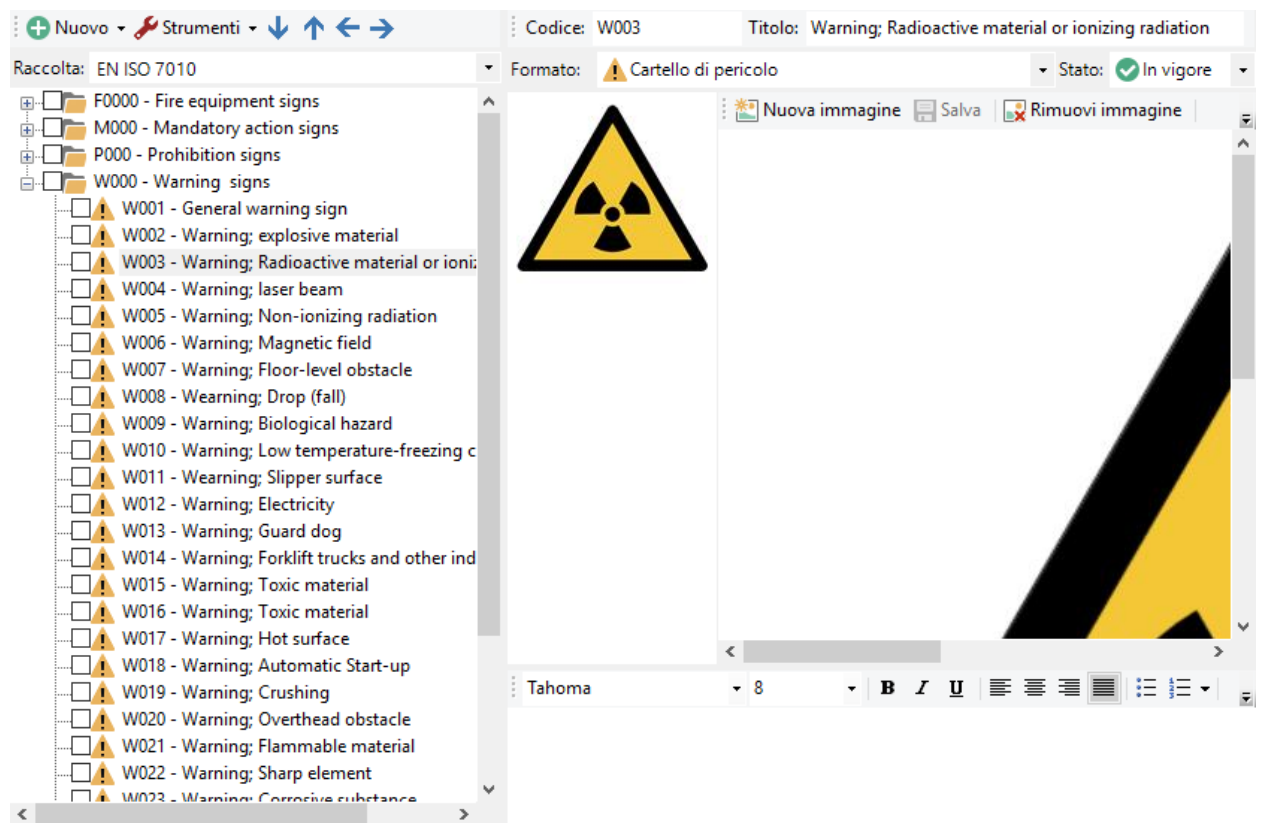 Nuovo Strumenti
Raccolta: EN ISO 7010
F0000 - Fire equipment signs
M000 - Mandatory action signs
P000 - Prohibition signs
W000 - Warning signs
W001 - General warning sign
W002 - Warning; explosive material
W003 - Warning; Radioactive material or ioni
W004 - Warning; laser beam
W005 - Warning; Non-ionizing radiation
W006 - Warning; Magnetic field
W007 - Warning; Floor-level obstacle
W008 - Wearning; Drop (fall)
W009 - Warning; Biological hazard
W010 - Warning; Low temperature-freezing c
W011 - Wearning; Slipper surface
W012 - Warning; Electricity
W013 - Warning; Guard dog
W014 - Warning; Forklift trucks and other ind
W015 - Warning; Toxic material
W016 - Warning; Toxic material
W017 - Warning; Hot surface
W018 - Warning; Automatic Start-up
W019 - Warning; Crushing
W020 - Warning; Overhead obstacle
W021 - Warning; Flammable material
W022 - Warning; Sharp element
W023 - Warning; Corrosive substance
Codice: W003 Titolo: Warning; Radioactive material or ionizing radiation
Formato: Cartello di pericolo Stato: In vigore
Nuova immagine Salva Rimuovi immagine
Tahoma 8 B I U